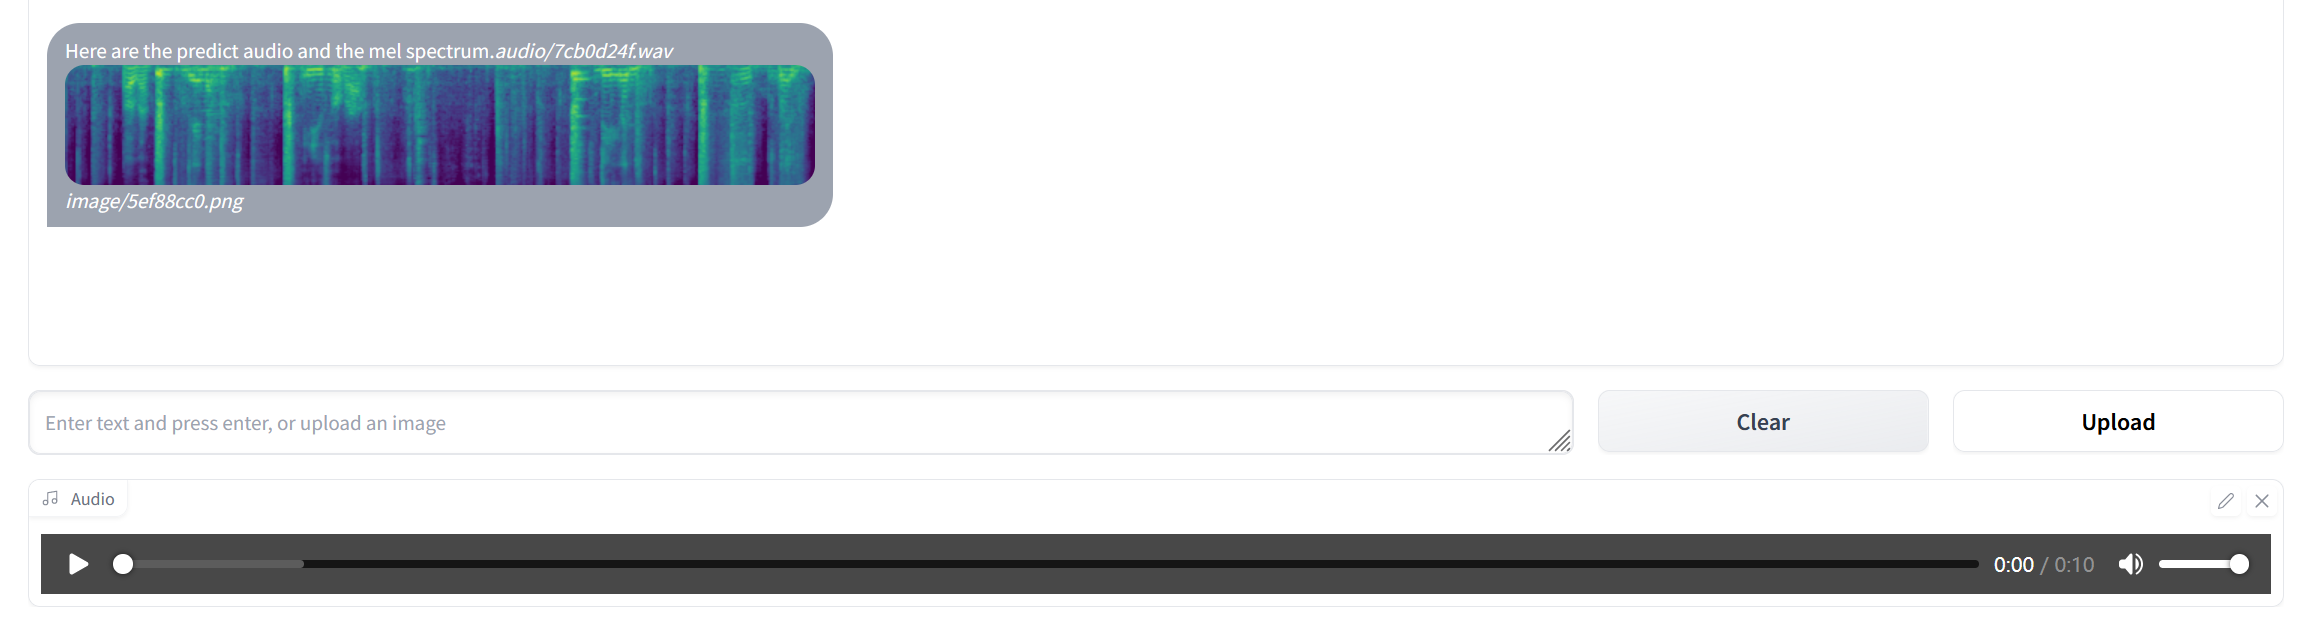 Here are the predict audio and the mel spectrum.audio/7cb0d24f.wav
image/5ef88cc0.png
Enter text and press enter, or upload an image
Clear
Upload
Audio
0:00 / 0:10